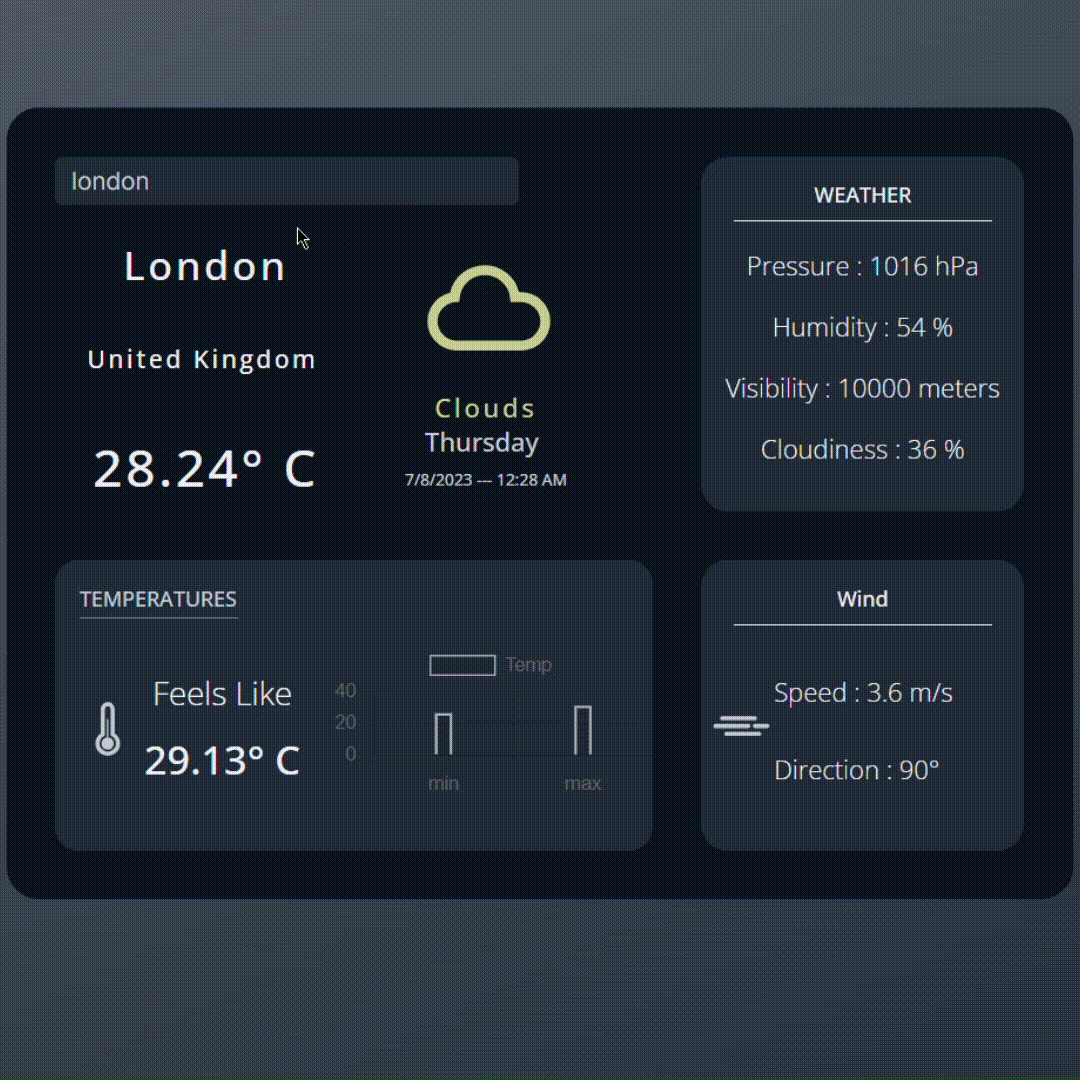 london
London
United Kingdom
28.24° C
Clouds
Thursday
7/8/2023 --- 12:28 AM
WEATHER
Pressure : 1016 hPa
Humidity : 54 %
Visibility : 10000 meters
Cloudiness : 36 %
TEMPERATURES
Feels Like
29.13° C
Temp
40
20
0
min
max
Wind
Speed : 3.6 m/s
Direction : 90°